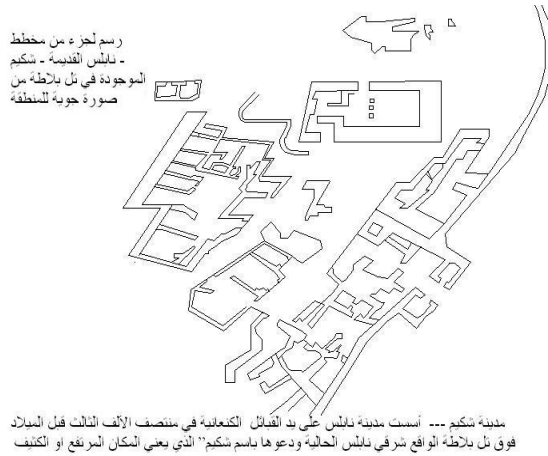 رسم لجزء من مخطط
- نابلس القديمة - شكيم
الموجودة في تل بلاطة من
صورة جوية للمنطقة
مدينة شكيم --- أسست مدينة نابلس على يد القبائل الكنعانية في منتصف الألف الثالث قبل الميلاد
فوق تل بلاطة الواقع شرقي نابلس الحالية ودعوها باسم شكيم" الذي يعني المكان المرتفع او الكثيف